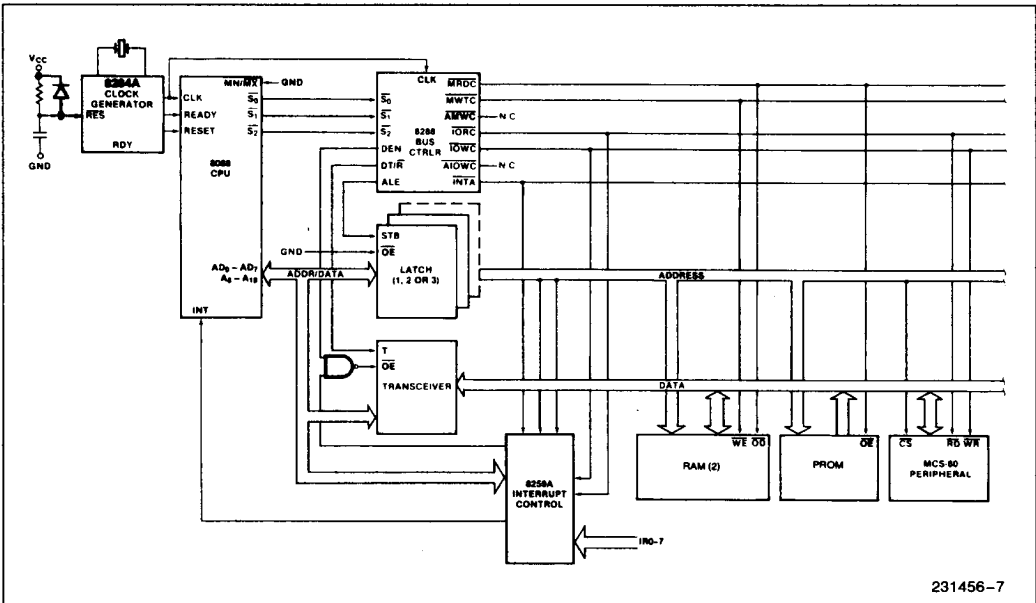 VCC
GND
8284A
CLOCK
GENERATOR
RES
RDY
CLK
READY
RESET
MN/MX
GND
S0
S1
S2
8088
CPU
AD0 – AD7
A8 – A19
INT
CLK
S0
S1
S2
DEN
DT/R
ALE
8288
BUS
CTRLR
MRDC
MWTC
AMWC
N C
IORC
IOWC
AIOWC
N C
INTA
STB
GND
OE
LATCH
(1, 2 OR 3)
ADDR/DATA
ADDRESS
T
OE
TRANSCEIVER
DATA
8259A
INTERRUPT
CONTROL
IR0-7
WE OD
RAM (2)
OE
PROM
CS
RD WR
MCS-80
PERIPHERAL
231456–7